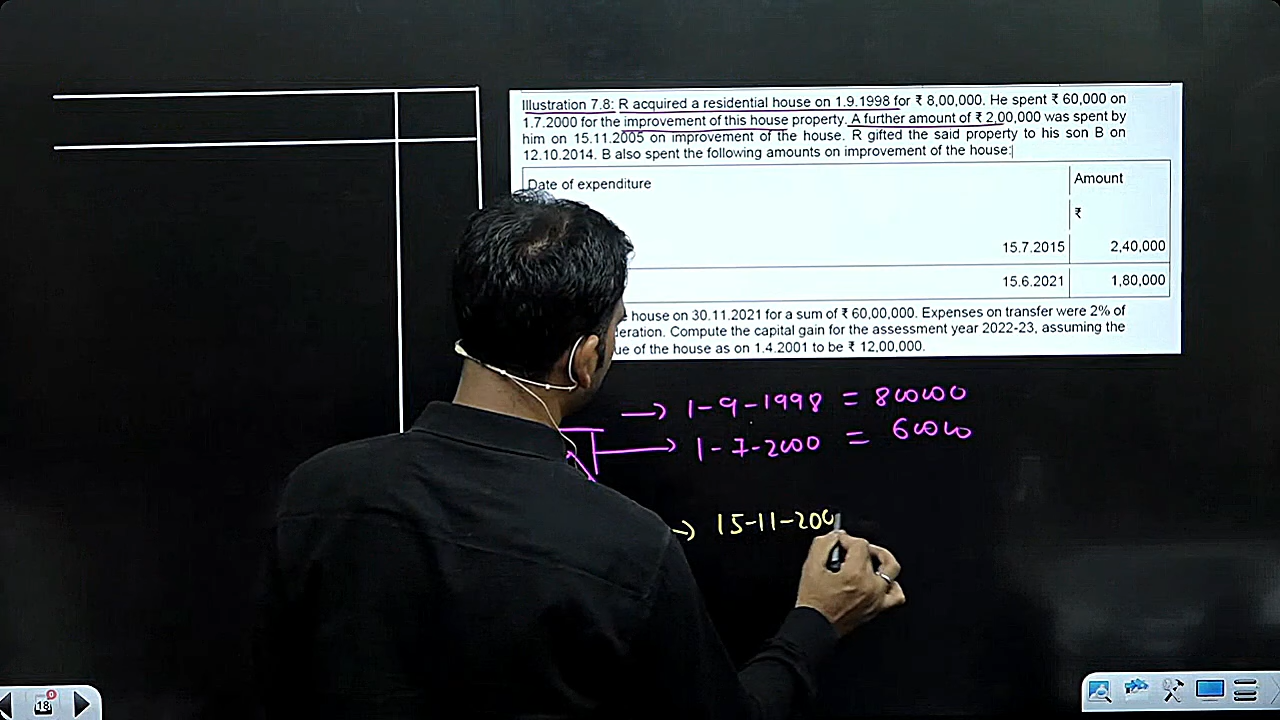 Illustration 7.8: R acquired a residential house on 1.9.1998 for ₹ 8,00,000. He spent ₹ 60,000 on
1.7.2000 for the improvement of this house property. A further amount of ₹ 2,00,000 was spent by
him on 15.11.2005 on improvement of the house. R gifted the said property to his son B on
12.10.2014. B also spent the following amounts on improvement of the house:
Date of expenditure Amount
₹
15.7.2015 2,40,000
15.6.2021 1,80,000
house on 30.11.2021 for a sum of ₹ 60,00,000. Expenses on transfer were 2% of
Compute the capital gain for the assessment year 2022-23, assuming the
of the house as on 1.4.2001 to be ₹ 12,00,000.
→ 1-9-1998 = 800000
→ 1-7-2000 = 60000
→ 15-11-200
18
0